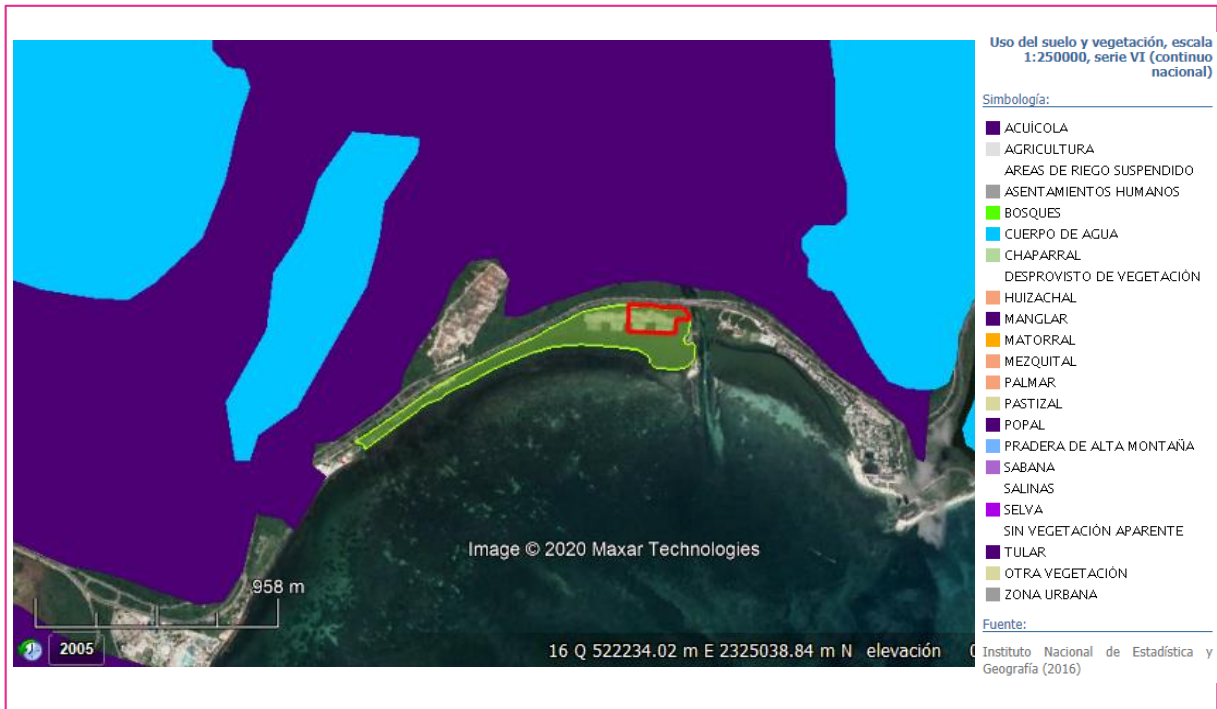 Uso del suelo y vegetación, escala
1:250000, serie VI (continuo
nacional)
Simbología:
ACUÍCOLA
AGRICULTURA
AREAS DE RIEGO SUSPENDIDO
ASENTAMIENTOS HUMANOS
BOSQUES
CUERPO DE AGUA
CHAPARRAL
DESPROVISTO DE VEGETACIÓN
HUIZACHAL
MANGLAR
MATORRAL
MEZQUITAL
PALMAR
PASTIZAL
POPAL
PRADERA DE ALTA MONTAÑA
SABANA
SALINAS
SELVA
SIN VEGETACIÓN APARENTE
TULAR
OTRA VEGETACIÓN
ZONA URBANA
Fuente:
Instituto Nacional de Estadística y
Geografía (2016)
Image © 2020 Maxar Technologies
958 m
2005
16 Q 522234.02 m E 2325038.84 m N elevación 0